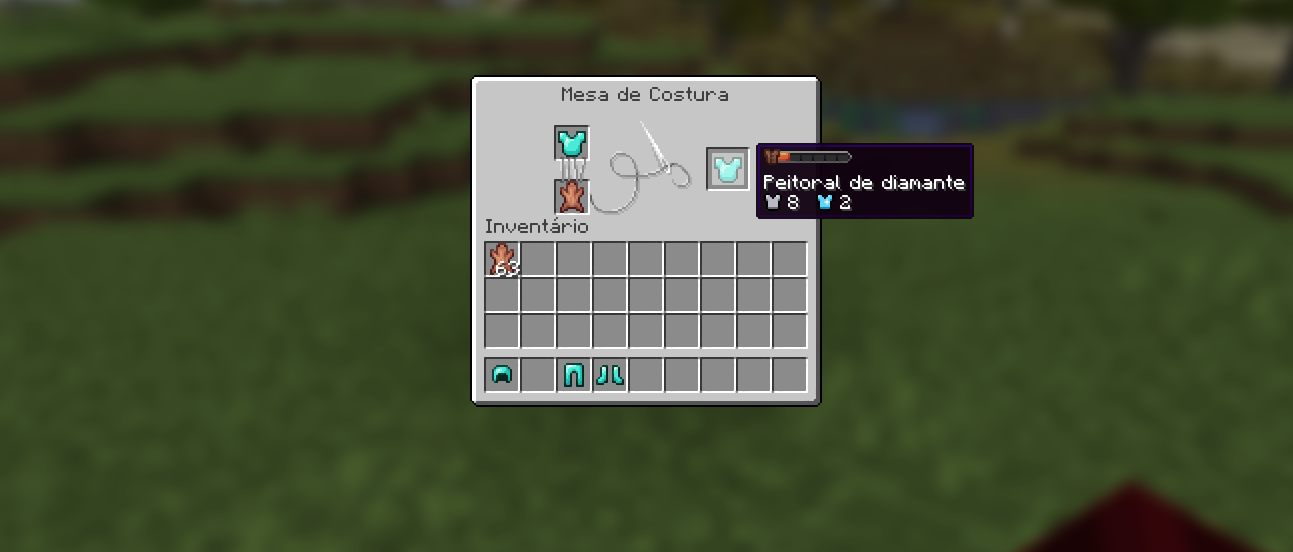 Mesa de Costura
Peitoral de diamante
8 2
Inventário
63